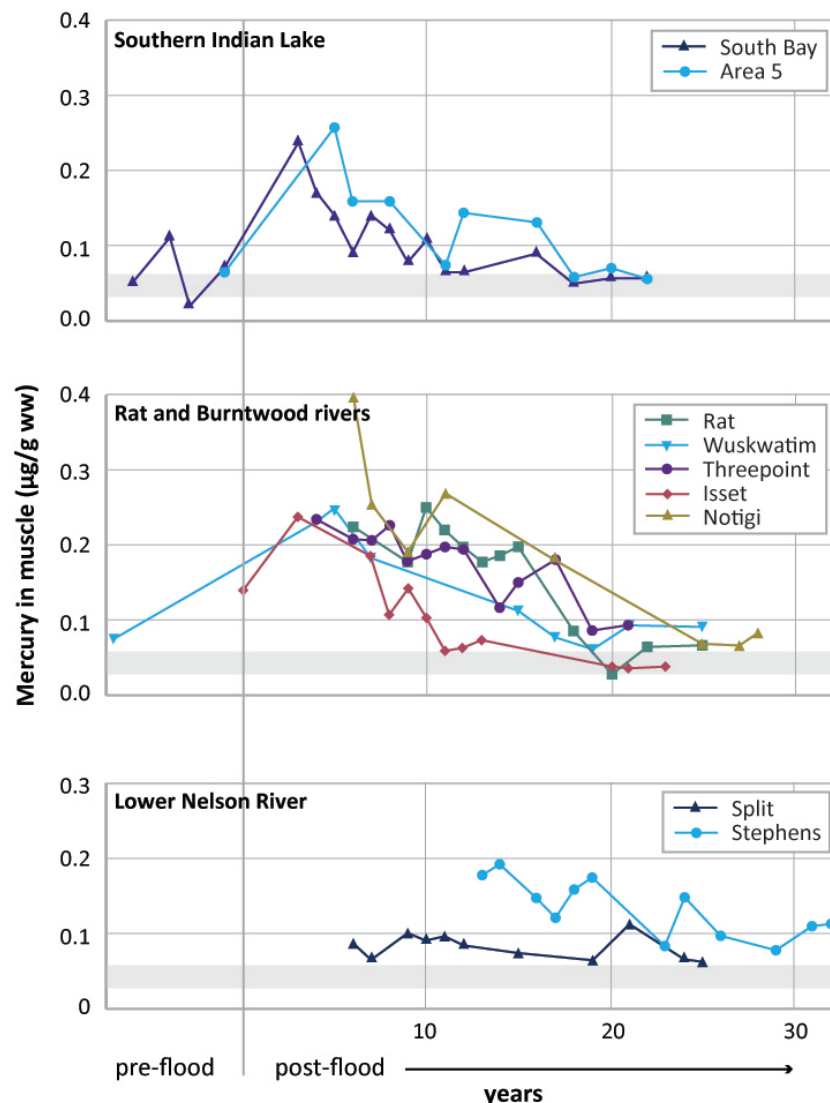 Mercury in muscle (µg/g ww)
0.4
0.3
0.2
0.1
0.0
Southern Indian Lake
South Bay
Area 5
0.4
0.3
0.2
0.1
0.0
Rat and Burntwood rivers
Rat
Wuskwatim
Threepoint
Isset
Notigi
0.3
0.2
0.1
0
Lower Nelson River
Split
Stephens
10
20
30
pre-flood
post-flood
years